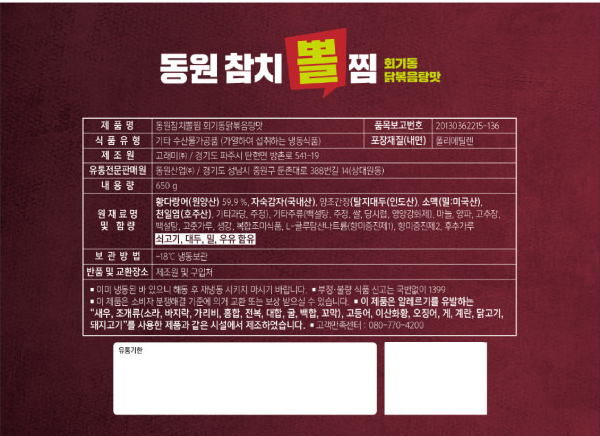 동원 참치 뽈 찜 회기동 닭볶음탕맛
제 품 명 동원참치뽈찜 회기동닭볶음탕맛 품목보고번호 20130362215-136
식 품 유 형 기타 수산물가공품 (가열하여 섭취하는 냉동식품) 포장재질(내면) 폴리에틸렌
제 조 원 고래미㈜ / 경기도 파주시 탄현면 방촌로 541-19
유통전문판매원 동원산업㈜ / 경기도 성남시 중원구 둔촌대로 388번길 14(상대원동)
내 용 량 650 g
원 재 료 명 및 함 량 황다랑어(원양산) 59.9 %, 자숙감자(국내산), 양조간장(탈지대두(인도산), 소맥(밀:미국산),
천일염(호주산), 기타과당, 주정), 기타주류(백설탕, 주정, 쌀, 당시럽, 영양강화제), 마늘, 양파, 고추장,
백설탕, 고춧가루, 생강, 복합조미식품, L-글루탐산나트륨(향미증진제1), 향미증진제2, 후추가루
쇠고기, 대두, 밀, 우유 함유
보 관 방 법 -18℃ 냉동보관
반품 및 교환장소 제조원 및 구입처
▪ 이미 냉동된 바 있으니 해동 후 재냉동 시키지 마시기 바랍니다. ▪ 부정·불량 식품 신고는 국번없이 1399
▪ 이 제품은 소비자 분쟁해결 기준에 의거 교환 또는 보상 받으실 수 있습니다. ▪ 이 제품은 알레르기를 유발하는
"새우, 조개류(소라, 바지락, 가리비, 홍합, 전복, 대합, 굴, 백합, 꼬막), 고등어, 이산화황, 오징어, 게, 계란, 닭고기,
돼지고기"를 사용한 제품과 같은 시설에서 제조하였습니다. ▪ 고객만족센터 : 080-770-4200
유통기한